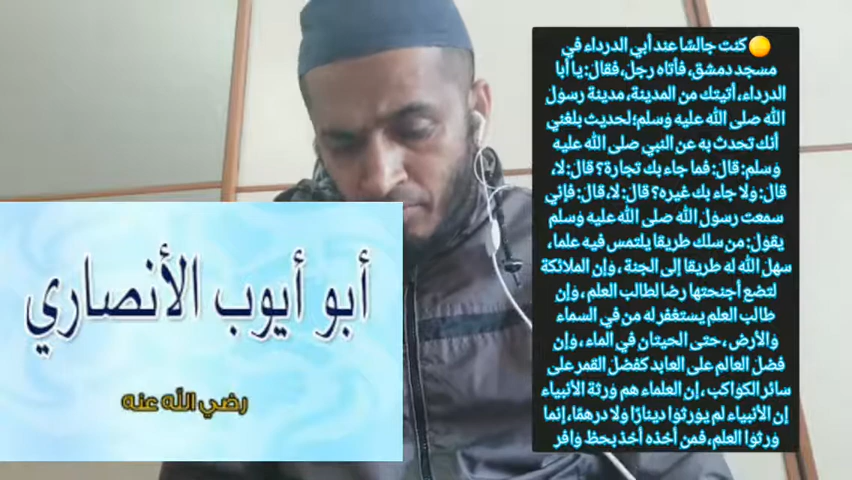 كنت جالسًا عند أبي الدرداء في
مسجد دمشق، فأتاه رجل، فقال: يا أبا
الدرداء، أتيتك من المدينة، مدينة رسول
الله صلى الله عليه وسلم؛ لحديث بلغني
أنك تحدث به عن النبي صلى الله عليه
وسلم: قال: فما جاء بك تجارة؟ قال: لا،
قال: ولا جاء بك غيره؟ قال: لا، قال: فإني
سمعت رسول الله صلى الله عليه وسلم
يقول: من سلك طريقا يلتمس فيه علما،
سهل الله له طريقا إلى الجنة، وإن الملائكة
لتضع أجنحتها رضا لطالب العلم، وإن
طالب العلم يستغفر له من في السماء
والأرض، حتى الحيتان في الماء، وإن
فضل العالم على العابد كفضل القمر على
سائر الكواكب، إن العلماء هم ورثة الأنبياء
إن الأنبياء لم يورثوا دينارًا ولا درهمًا، إنما
ورثوا العلم، فمن أخذه أخذ بحظ وافر
أبو أيوب الأنصاري
رضي الله عنه